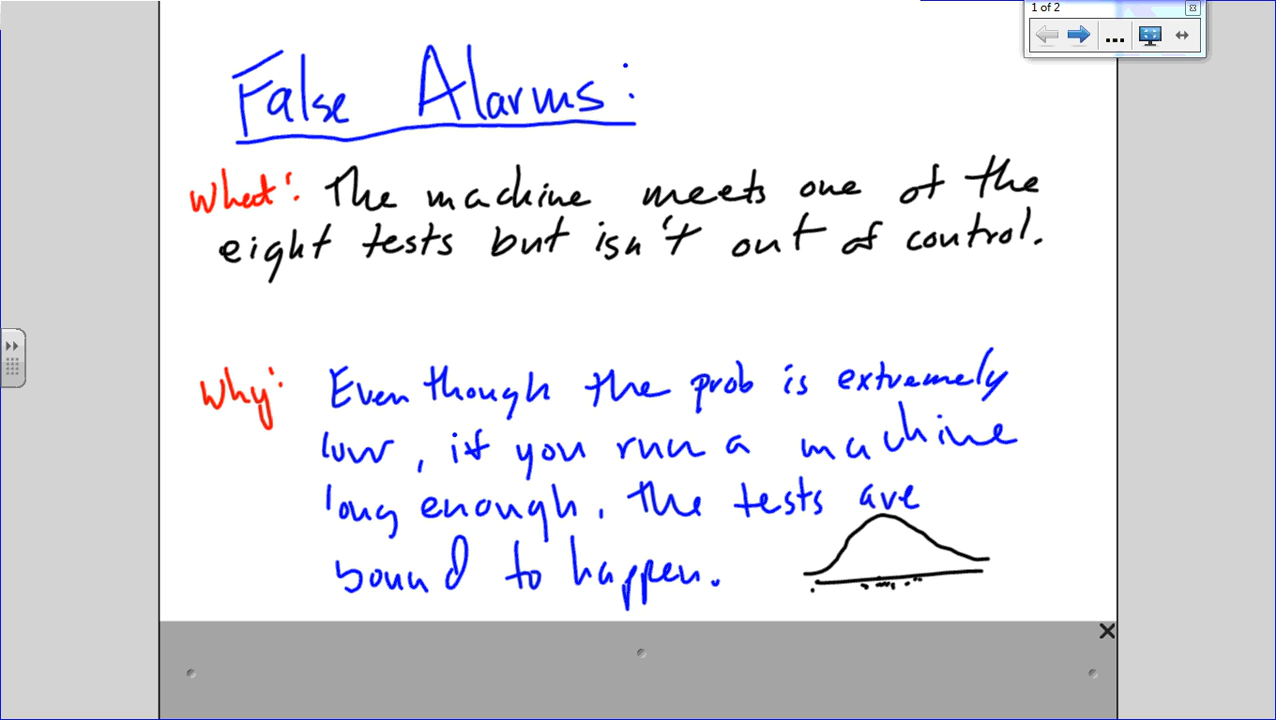 1 of 2
False Alarms:
What: The machine meets one of the
eight tests but isn't out of control.
Why: Even though the prob is extremely
low, if you run a machine
long enough, the tests are
bound to happen.